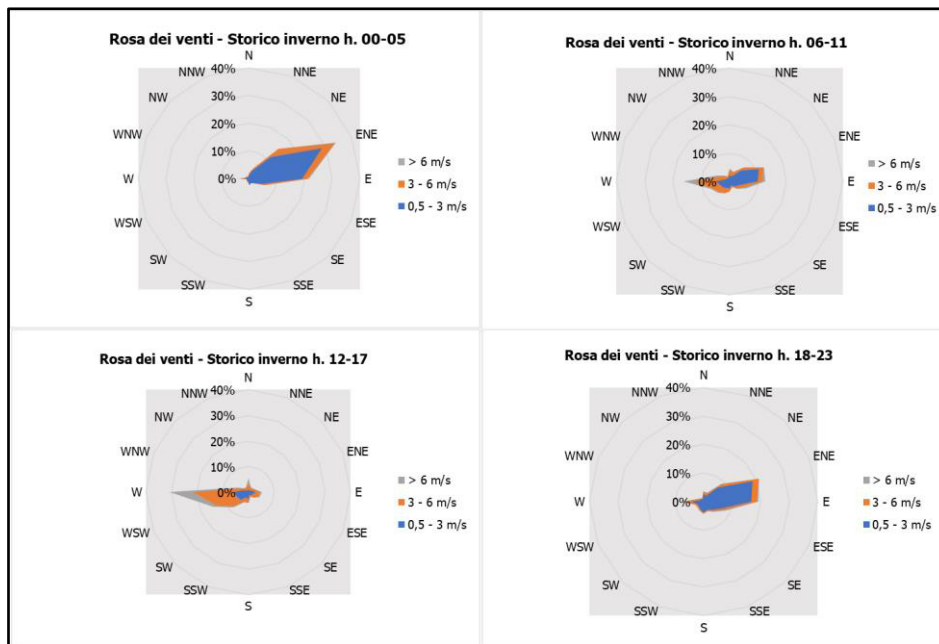 Rosa dei venti - Storico inverno h. 00-05
N
NNW
NNE
40%
NW
NE
30%
20%
WNW
ENE
10%
W
0%
E
WSW
ESE
SW
SE
SSW
SSE
S
> 6 m/s
3 - 6 m/s
0,5 - 3 m/s
Rosa dei venti - Storico inverno h. 06-11
N
NNW
NNE
40%
NW
NE
30%
20%
WNW
ENE
10%
W
0%
E
WSW
ESE
SW
SE
SSW
SSE
S
> 6 m/s
3 - 6 m/s
0,5 - 3 m/s
Rosa dei venti - Storico inverno h. 12-17
N
NNW
NNE
40%
NW
NE
30%
20%
WNW
ENE
10%
W
0%
E
WSW
ESE
SW
SE
SSW
SSE
S
> 6 m/s
3 - 6 m/s
0,5 - 3 m/s
Rosa dei venti - Storico inverno h. 18-23
N
NNW
NNE
40%
NW
NE
30%
20%
WNW
ENE
10%
W
0%
E
WSW
ESE
SW
SE
SSW
SSE
S
> 6 m/s
3 - 6 m/s
0,5 - 3 m/s